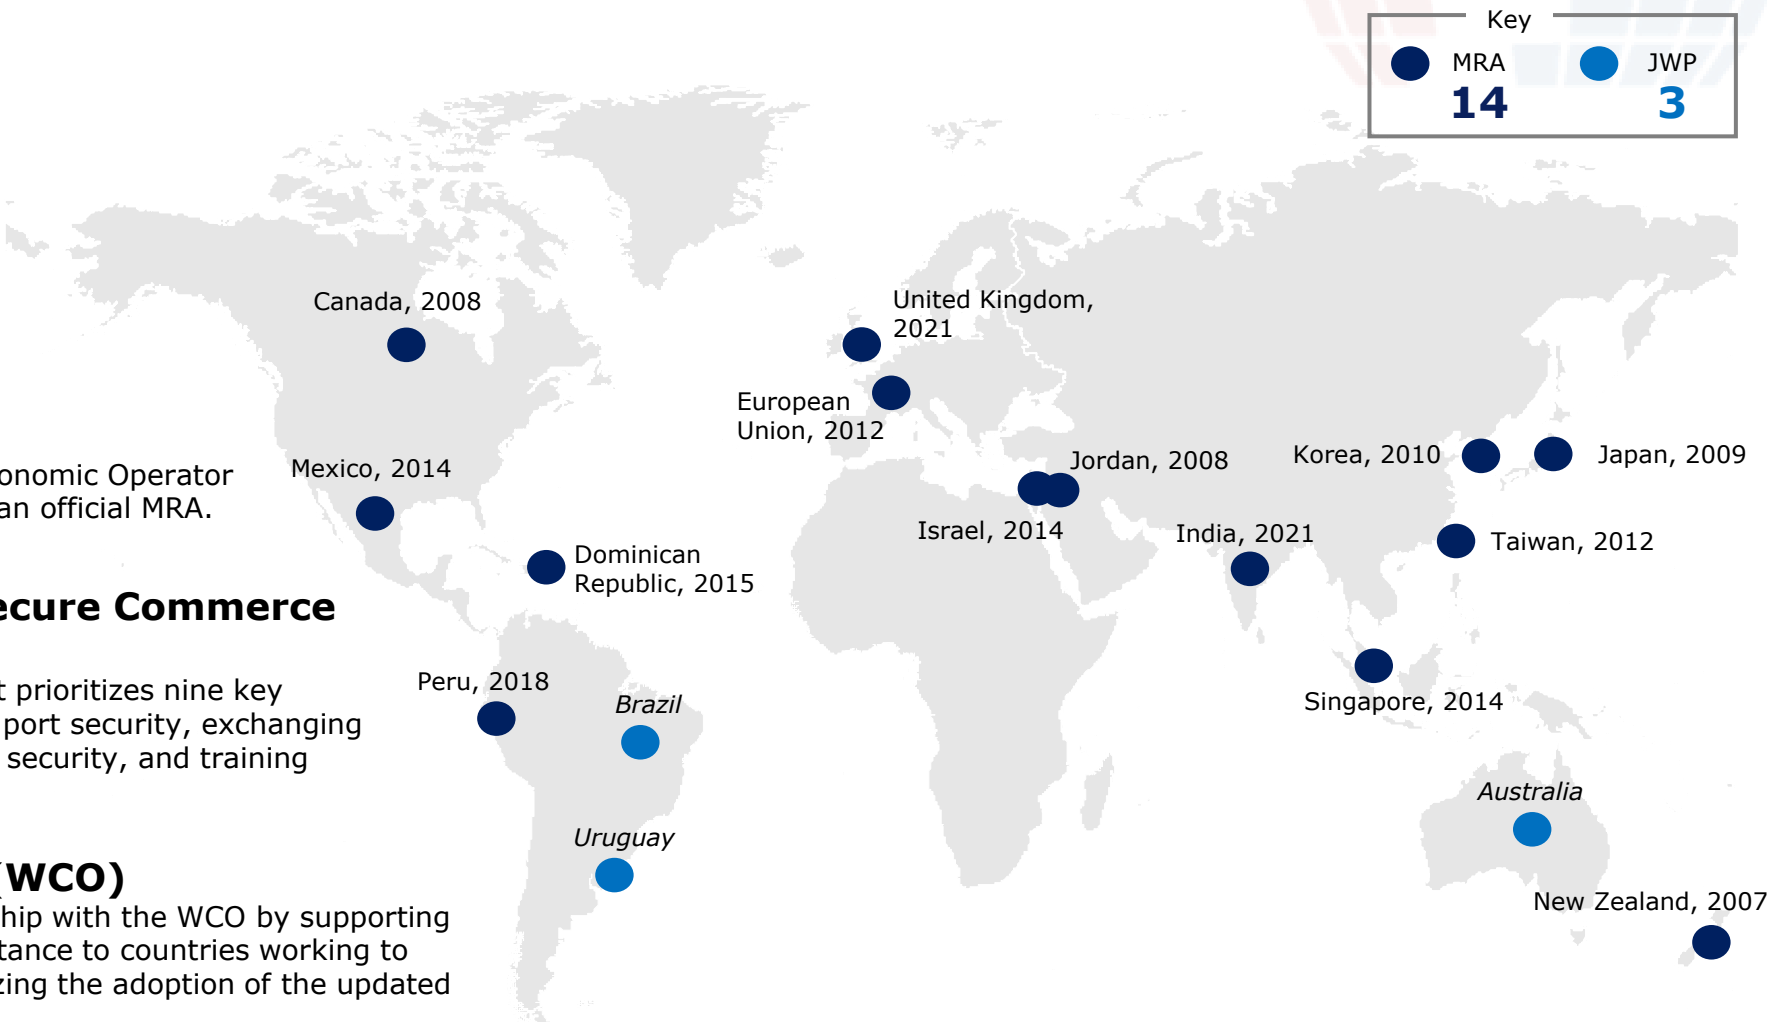 Key
MRA
JWP
14
3
Canada, 2008
United Kingdom,
2021
European
Union, 2012
Mexico, 2014
Jordan, 2008
Korea, 2010
Japan, 2009
Israel, 2014
India, 2021
Taiwan, 2012
Dominican
Republic, 2015
Peru, 2018
Brazil
Singapore, 2014
Uruguay
Australia
New Zealand, 2007
onomic Operator
an official MRA.
ecure Commerce
t prioritizes nine key
port security, exchanging
security, and training
(WCO)
hip with the WCO by supporting
tance to countries working to
zing the adoption of the updated